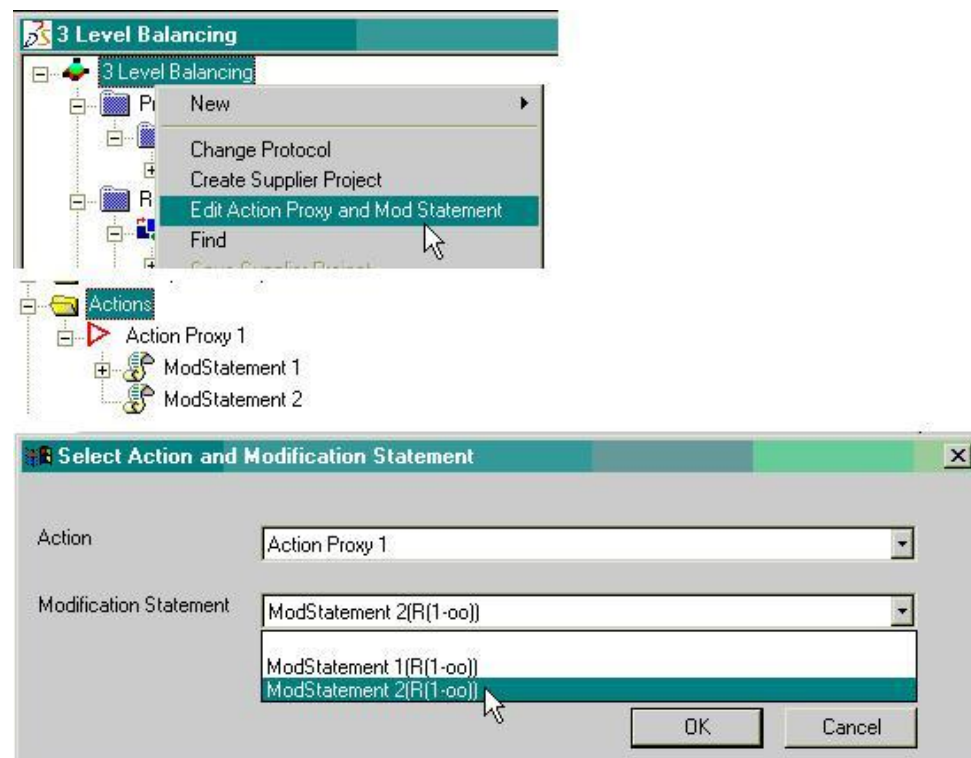 3 Level Balancing
3 Level Balancing
New
Change Protocol
Create Supplier Project
Edit Action Proxy and Mod Statement
Find
Actions
Action Proxy 1
ModStatement 1
ModStatement 2
Select Action and Modification Statement
Action
Action Proxy 1
Modification Statement
ModStatement 2(R(1-oo))
ModStatement 1(R(1-oo))
ModStatement 2(R(1-oo))
OK Cancel